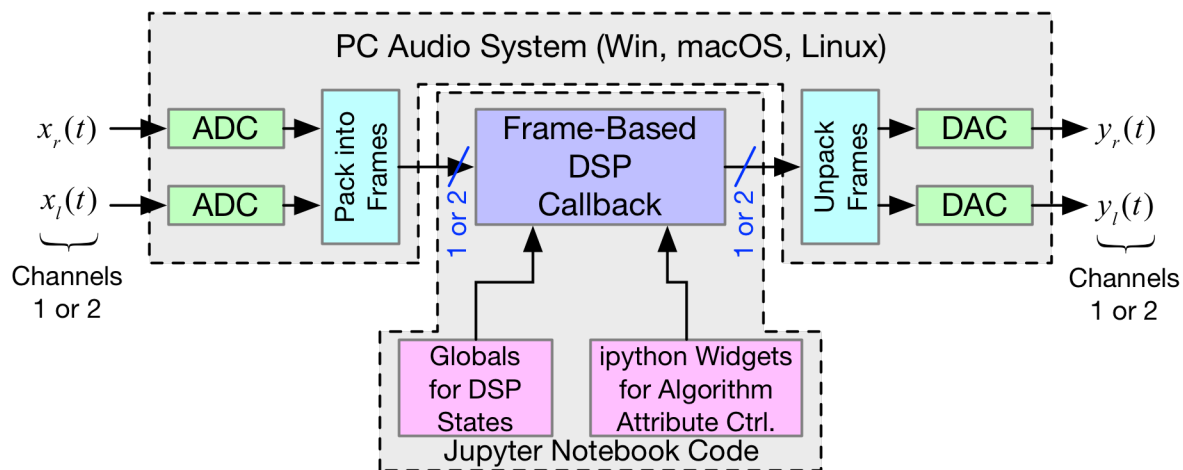 PC Audio System (Win, macOS, Linux)
x_r(t)
ADC
x_l(t)
ADC
Channels
1 or 2
Pack into
Frames
1 or 2
Frame-Based
DSP
Callback
1 or 2
Unpack
Frames
DAC
y_r(t)
DAC
y_l(t)
Channels
1 or 2
Globals
for DSP
States
ipython Widgets
for Algorithm
Attribute Ctrl.
Jupyter Notebook Code